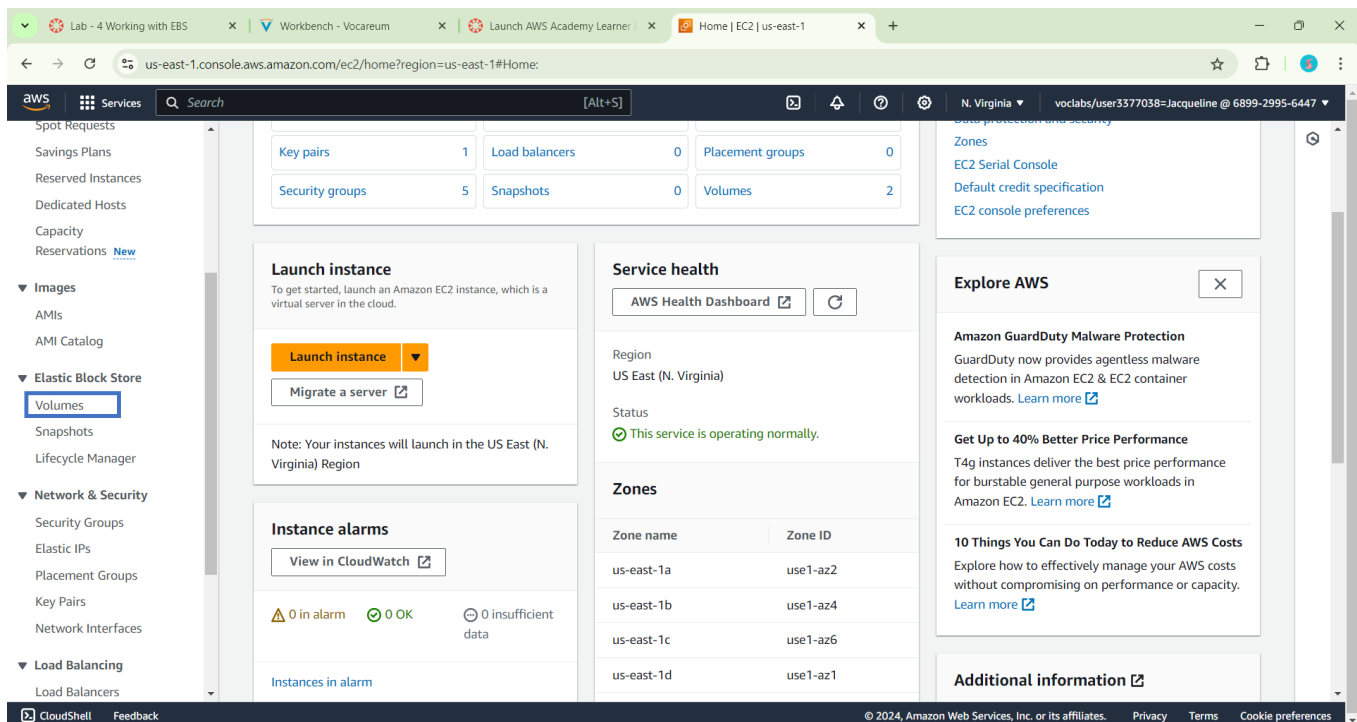 Lab - 4 Working with EBS
Workbench - Vocareum
Launch AWS Academy Learner
Home | EC2 | us-east-1
us-east-1.console.aws.amazon.com/ec2/home?region=us-east-1#Home:
aws
Services
Search
[Alt+S]
N. Virginia
voclabs/user3377038=Jacqueline @ 6899-2995-6447
Spot Requests
Savings Plans
Reserved Instances
Dedicated Hosts
Capacity
Reservations New
Images
AMIs
AMI Catalog
Elastic Block Store
Volumes
Snapshots
Lifecycle Manager
Network & Security
Security Groups
Elastic IPs
Placement Groups
Key Pairs
Network Interfaces
Load Balancing
Load Balancers
Key pairs 1
Load balancers 0
Placement groups 0
Security groups 5
Snapshots 0
Volumes 2
Launch instance
To get started, launch an Amazon EC2 instance, which is a
virtual server in the cloud.
Launch instance
Migrate a server
Note: Your instances will launch in the US East (N.
Virginia) Region
Instance alarms
View in CloudWatch
0 in alarm
0 OK
0 insufficient
data
Instances in alarm
Service health
AWS Health Dashboard
Region
US East (N. Virginia)
Status
This service is operating normally.
Zones
Zone name Zone ID
us-east-1a use1-az2
us-east-1b use1-az4
us-east-1c use1-az6
us-east-1d use1-az1
Data protection and security
Zones
EC2 Serial Console
Default credit specification
EC2 console preferences
Explore AWS
Amazon GuardDuty Malware Protection
GuardDuty now provides agentless malware
detection in Amazon EC2 & EC2 container
workloads. Learn more
Get Up to 40% Better Price Performance
T4g instances deliver the best price performance
for burstable general purpose workloads in
Amazon EC2. Learn more
10 Things You Can Do Today to Reduce AWS Costs
Explore how to effectively manage your AWS costs
without compromising on performance or capacity.
Learn more
Additional information
CloudShell
Feedback
© 2024, Amazon Web Services, Inc. or its affiliates.
Privacy
Terms
Cookie preferences